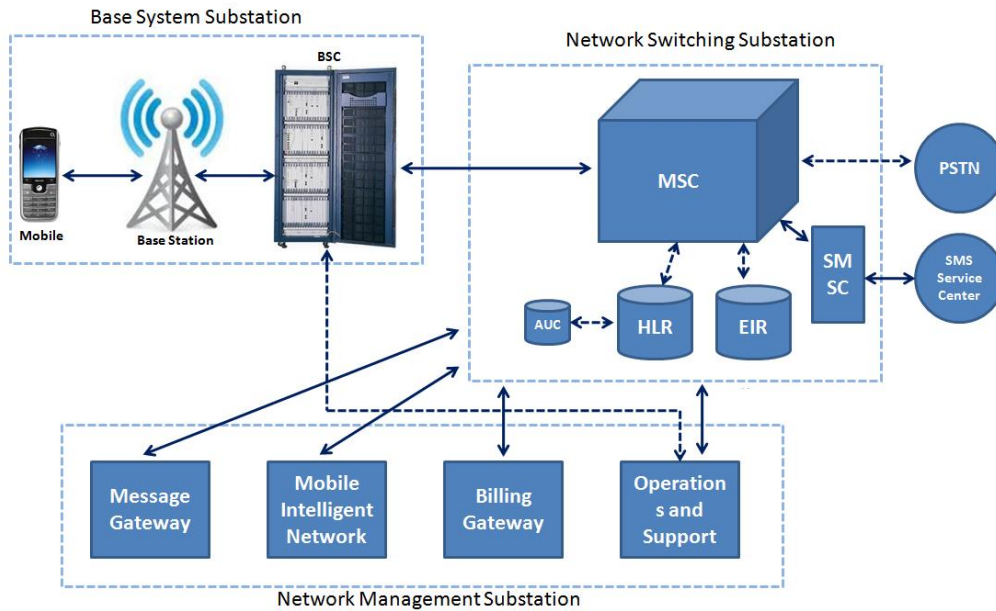 Base System Substation
BSC
Mobile
Base Station
Network Switching Substation
MSC
AUC
HLR
EIR
SM
SC
PSTN
SMS
Service
Center
Message
Gateway
Mobile
Intelligent
Network
Billing
Gateway
Operation
s and
Support
Network Management Substation